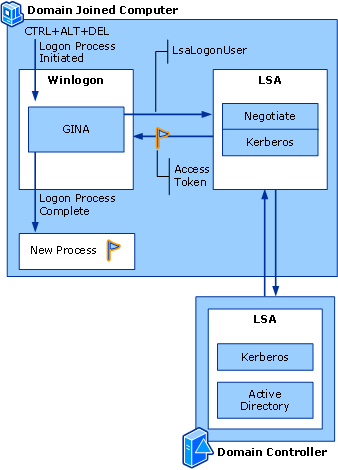 Domain Joined Computer
CTRL+ALT+DEL
Logon Process
Initiated
LsaLogonUser
Winlogon
GINA
LSA
Negotiate
Kerberos
Access
Token
Logon Process
Complete
New Process
LSA
Kerberos
Active
Directory
Domain Controller